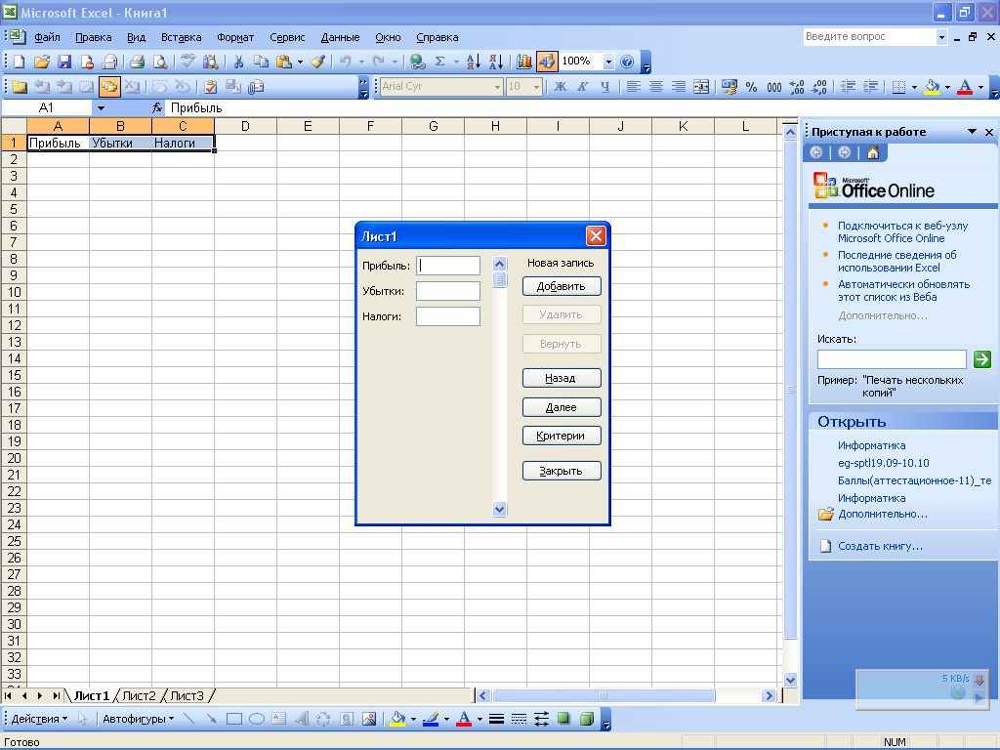 Microsoft Excel - Книга1
Файл Правка Вид Вставка Формат Сервис Данные Окно Справка
Введите вопрос
100%
Arial Cyr 10 Ж К Ч % 000
A1 fx Прибыль
A B C D E F G H I J K L
1 Прибыль Убытки Налоги
2
3
4
5
6
7
8
9
10
11
12
13
14
15
16
17
18
19
20
21
22
23
24
25
26
27
28
29
30
31
32
33
Лист1
Прибыль:
Убытки:
Налоги:
Новая запись
Добавить
Удалить
Вернуть
Назад
Далее
Критерии
Закрыть
Приступая к работе
Microsoft
Office Online
Подключиться к веб-узлу
Microsoft Office Online
Последние сведения об
использовании Excel
Автоматически обновлять
этот список из Веба
Дополнительно...
Искать:
Пример: "Печать нескольких
копий"
Открыть
Информатика
eg-sptl19.09-10.10
Баллы(аттестационное-11)_те
Информатика
Дополнительно...
Создать книгу...
5 KB/s
Лист1 Лист2 Лист3
Действия Автофигуры
Готово
NUM